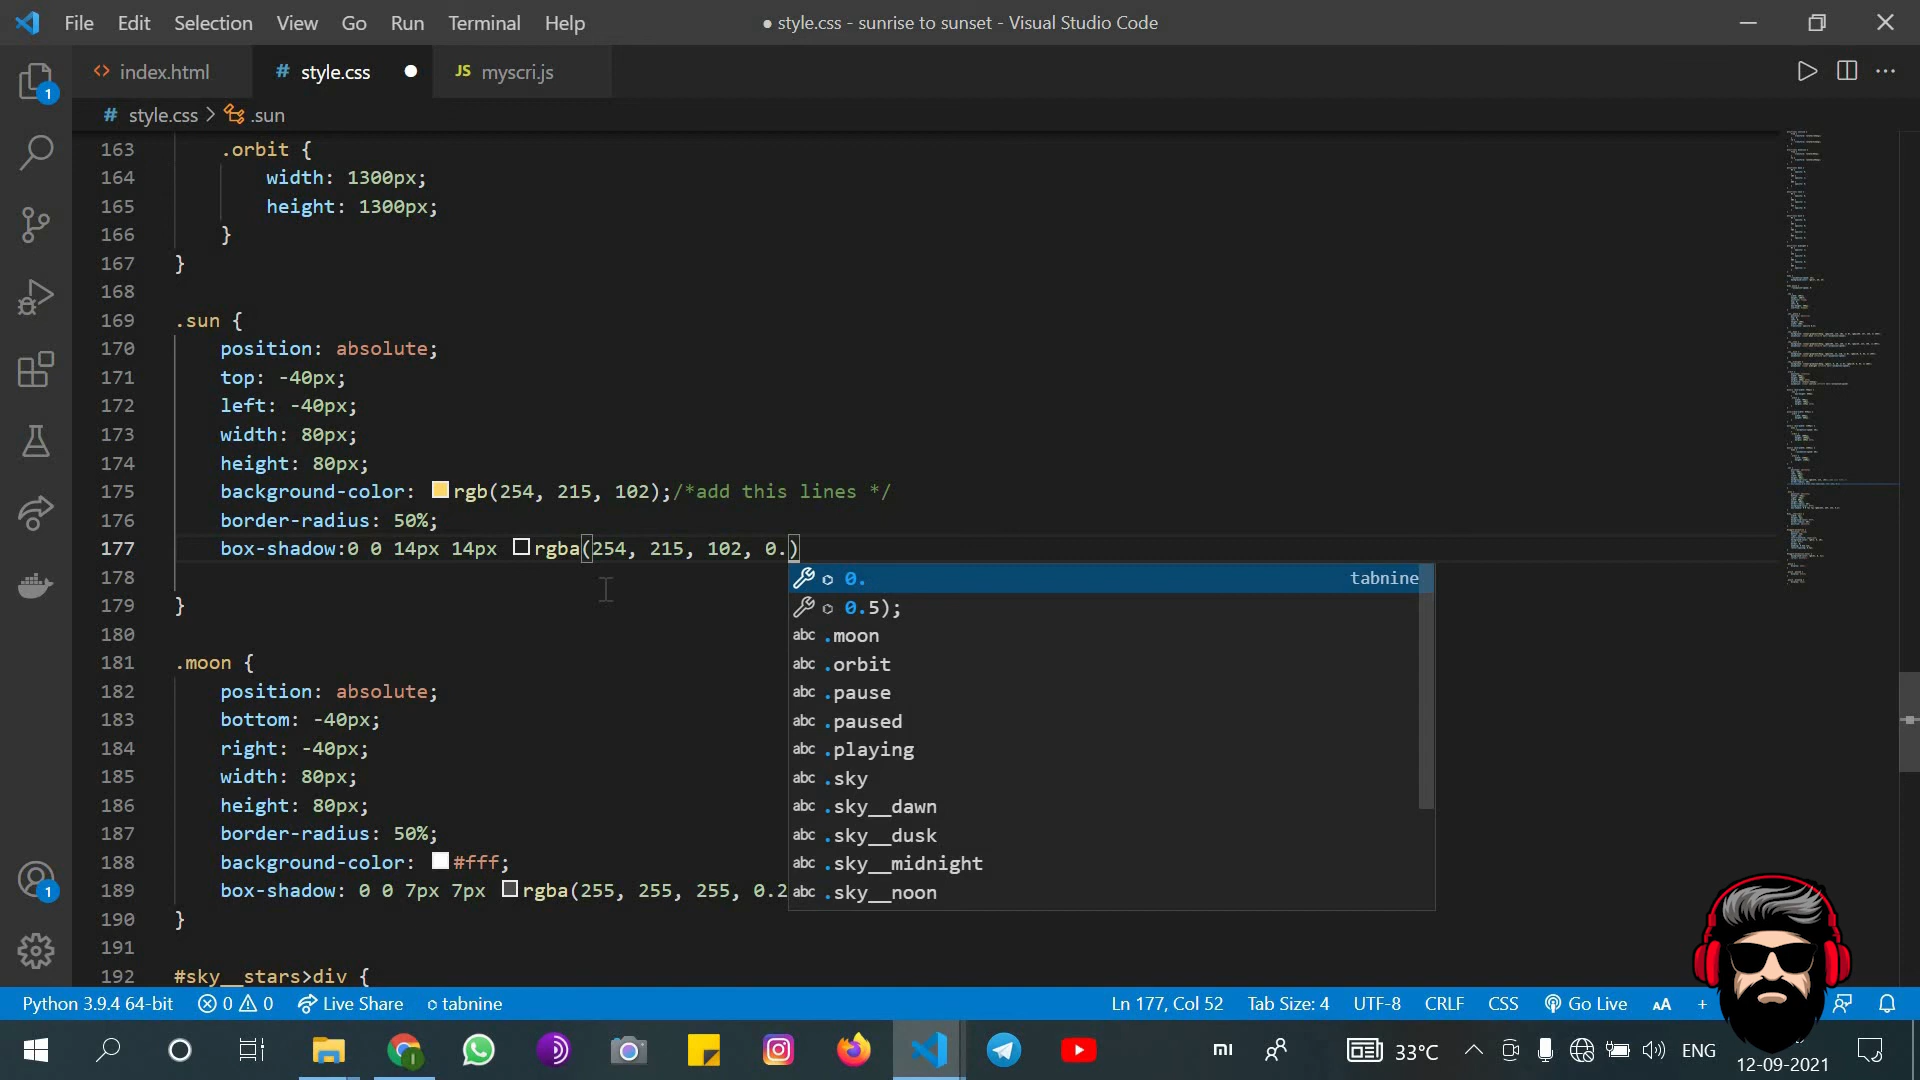 File Edit Selection View Go Run Terminal Help ● style.css - sunrise to sunset - Visual Studio Code
<> index.html # style.css ● JS myscri.js
# style.css > .sun
163 .orbit {
164 width: 1300px;
165 height: 1300px;
166 }
167 }
168
169 .sun {
170 position: absolute;
171 top: -40px;
172 left: -40px;
173 width: 80px;
174 height: 80px;
175 background-color: rgb(254, 215, 102);/*add this lines */
176 border-radius: 50%;
177 box-shadow:0 0 14px 14px rgba(254, 215, 102, 0.)
178
179 }
180
181 .moon {
182 position: absolute;
183 bottom: -40px;
184 right: -40px;
185 width: 80px;
186 height: 80px;
187 border-radius: 50%;
188 background-color: #fff;
189 box-shadow: 0 0 7px 7px rgba(255, 255, 255, 0.2
190 }
191
192 #sky__stars>div {
0. tabnine
0.5);
abc .moon
abc .orbit
abc .pause
abc .paused
abc .playing
abc .sky
abc .sky__dawn
abc .sky__dusk
abc .sky__midnight
abc .sky__noon
1
1
Python 3.9.4 64-bit 0 0 Live Share tabnine Ln 177, Col 52 Tab Size: 4 UTF-8 CRLF CSS Go Live AA +
mi 33°C ENG
12-09-2021